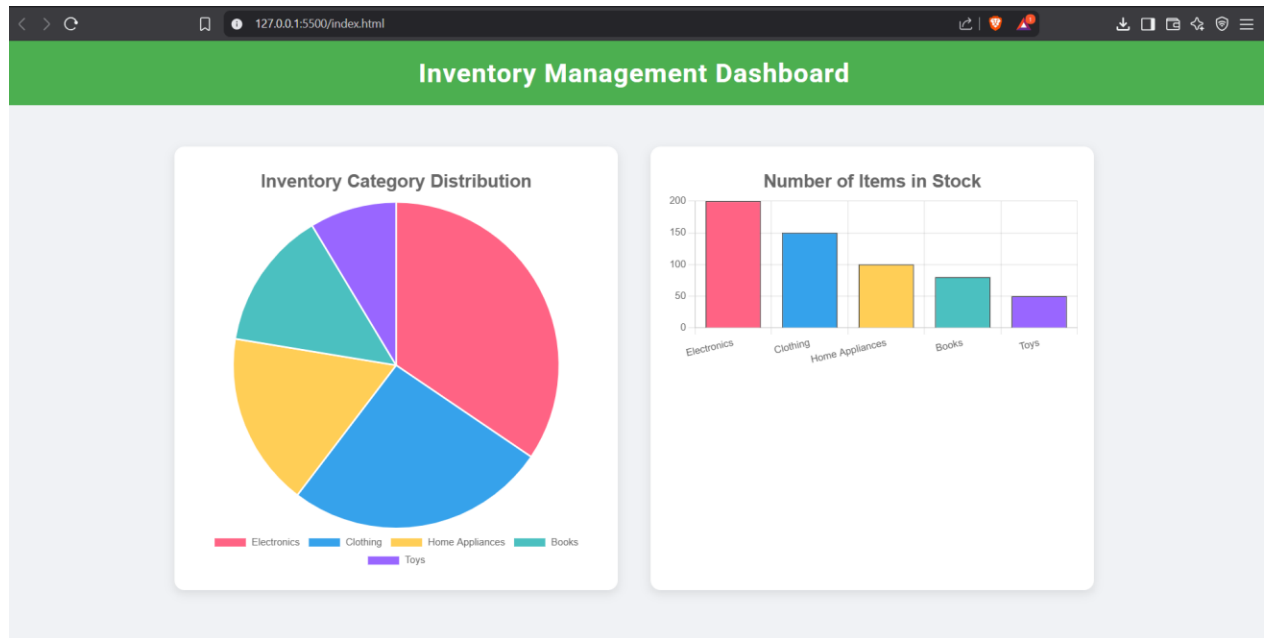 127.0.0.1:5500/index.html
Inventory Management Dashboard
Inventory Category Distribution
Electronics Clothing Home Appliances Books
Toys
Number of Items in Stock
200
150
100
50
0
Electronics Clothing Home Appliances Books Toys